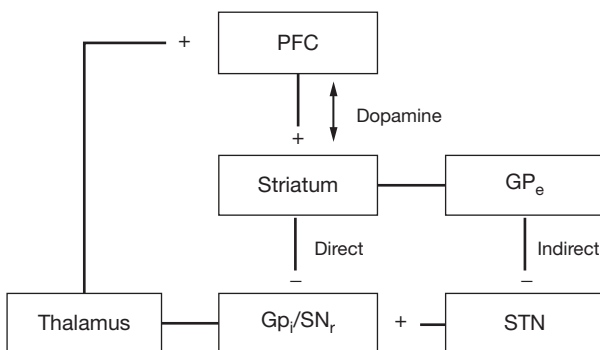 + PFC
Dopamine
+
Striatum GPe
Direct Indirect
– –
Thalamus Gpi/SNr + STN